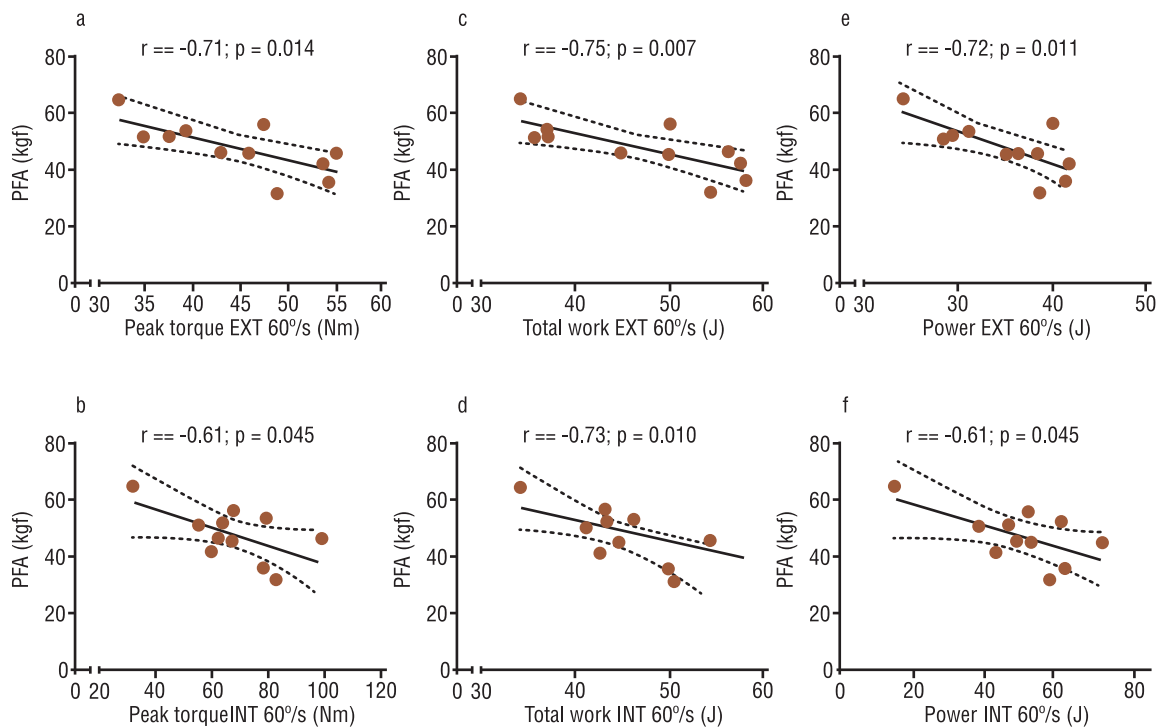 a
r == -0.71; p = 0.014
80
60
40
20
0
PFA (kgf)
0 30 35 40 45 50 55 60
Peak torque EXT 60º/s (Nm)
c
r == -0.75; p = 0.007
80
60
40
20
0
PFA (kgf)
0 30 40 50 60
Total work EXT 60º/s (J)
e
r == -0.72; p = 0.011
80
60
40
20
0
PFA (kgf)
0 30 30 40 50
Power EXT 60º/s (J)
b
r == -0.61; p = 0.045
80
60
40
20
0
PFA (kgf)
0 20 40 60 80 100 120
Peak torqueINT 60º/s (Nm)
d
r == -0.73; p = 0.010
80
60
40
20
0
PFA (kgf)
0 30 40 50 60
Total work INT 60º/s (J)
f
r == -0.61; p = 0.045
80
60
40
20
0
PFA (kgf)
0 20 40 60 80
Power INT 60º/s (J)